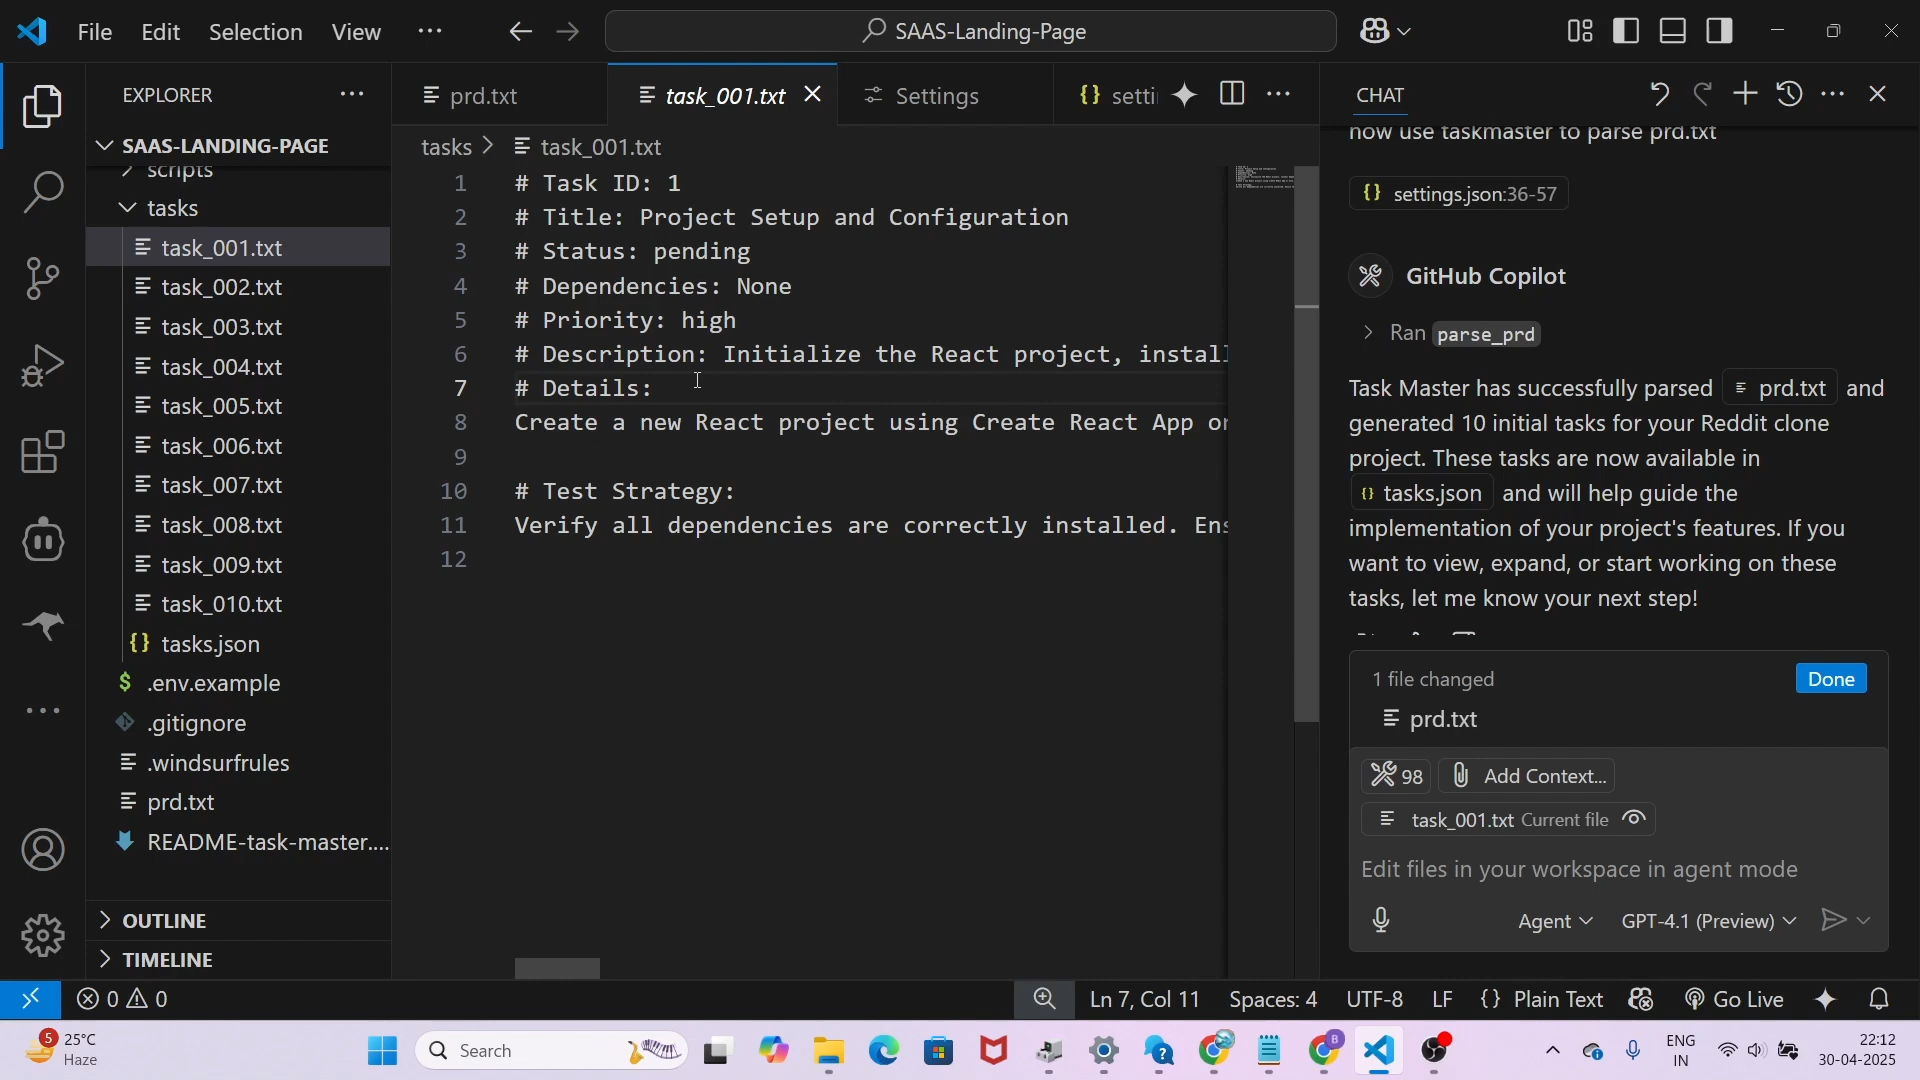 File Edit Selection View ··· SAAS-Landing-Page
EXPLORER ···
SAAS-LANDING-PAGE
scripts
tasks
task_001.txt
task_002.txt
task_003.txt
task_004.txt
task_005.txt
task_006.txt
task_007.txt
task_008.txt
task_009.txt
task_010.txt
{} tasks.json
$ .env.example
.gitignore
.windsurfrules
prd.txt
README-task-master....
OUTLINE
TIMELINE
prd.txt task_001.txt Settings {} setti
tasks > task_001.txt
1 # Task ID: 1
2 # Title: Project Setup and Configuration
3 # Status: pending
4 # Dependencies: None
5 # Priority: high
6 # Description: Initialize the React project, install
7 # Details:
8 Create a new React project using Create React App or
9
10 # Test Strategy:
11 Verify all dependencies are correctly installed. Ens
12
CHAT
now use taskmaster to parse prd.txt
{} settings.json:36-57
GitHub Copilot
> Ran parse_prd
Task Master has successfully parsed prd.txt and
generated 10 initial tasks for your Reddit clone
project. These tasks are now available in
{} tasks.json and will help guide the
implementation of your project's features. If you
want to view, expand, or start working on these
tasks, let me know your next step!
1 file changed Done
prd.txt
98 Add Context...
task_001.txt Current file
Edit files in your workspace in agent mode
Agent GPT-4.1 (Preview)
0 0 Ln 7, Col 11 Spaces: 4 UTF-8 LF {} Plain Text Go Live
5 25°C
Haze
Search
B
ENG
IN
22:12
30-04-2025